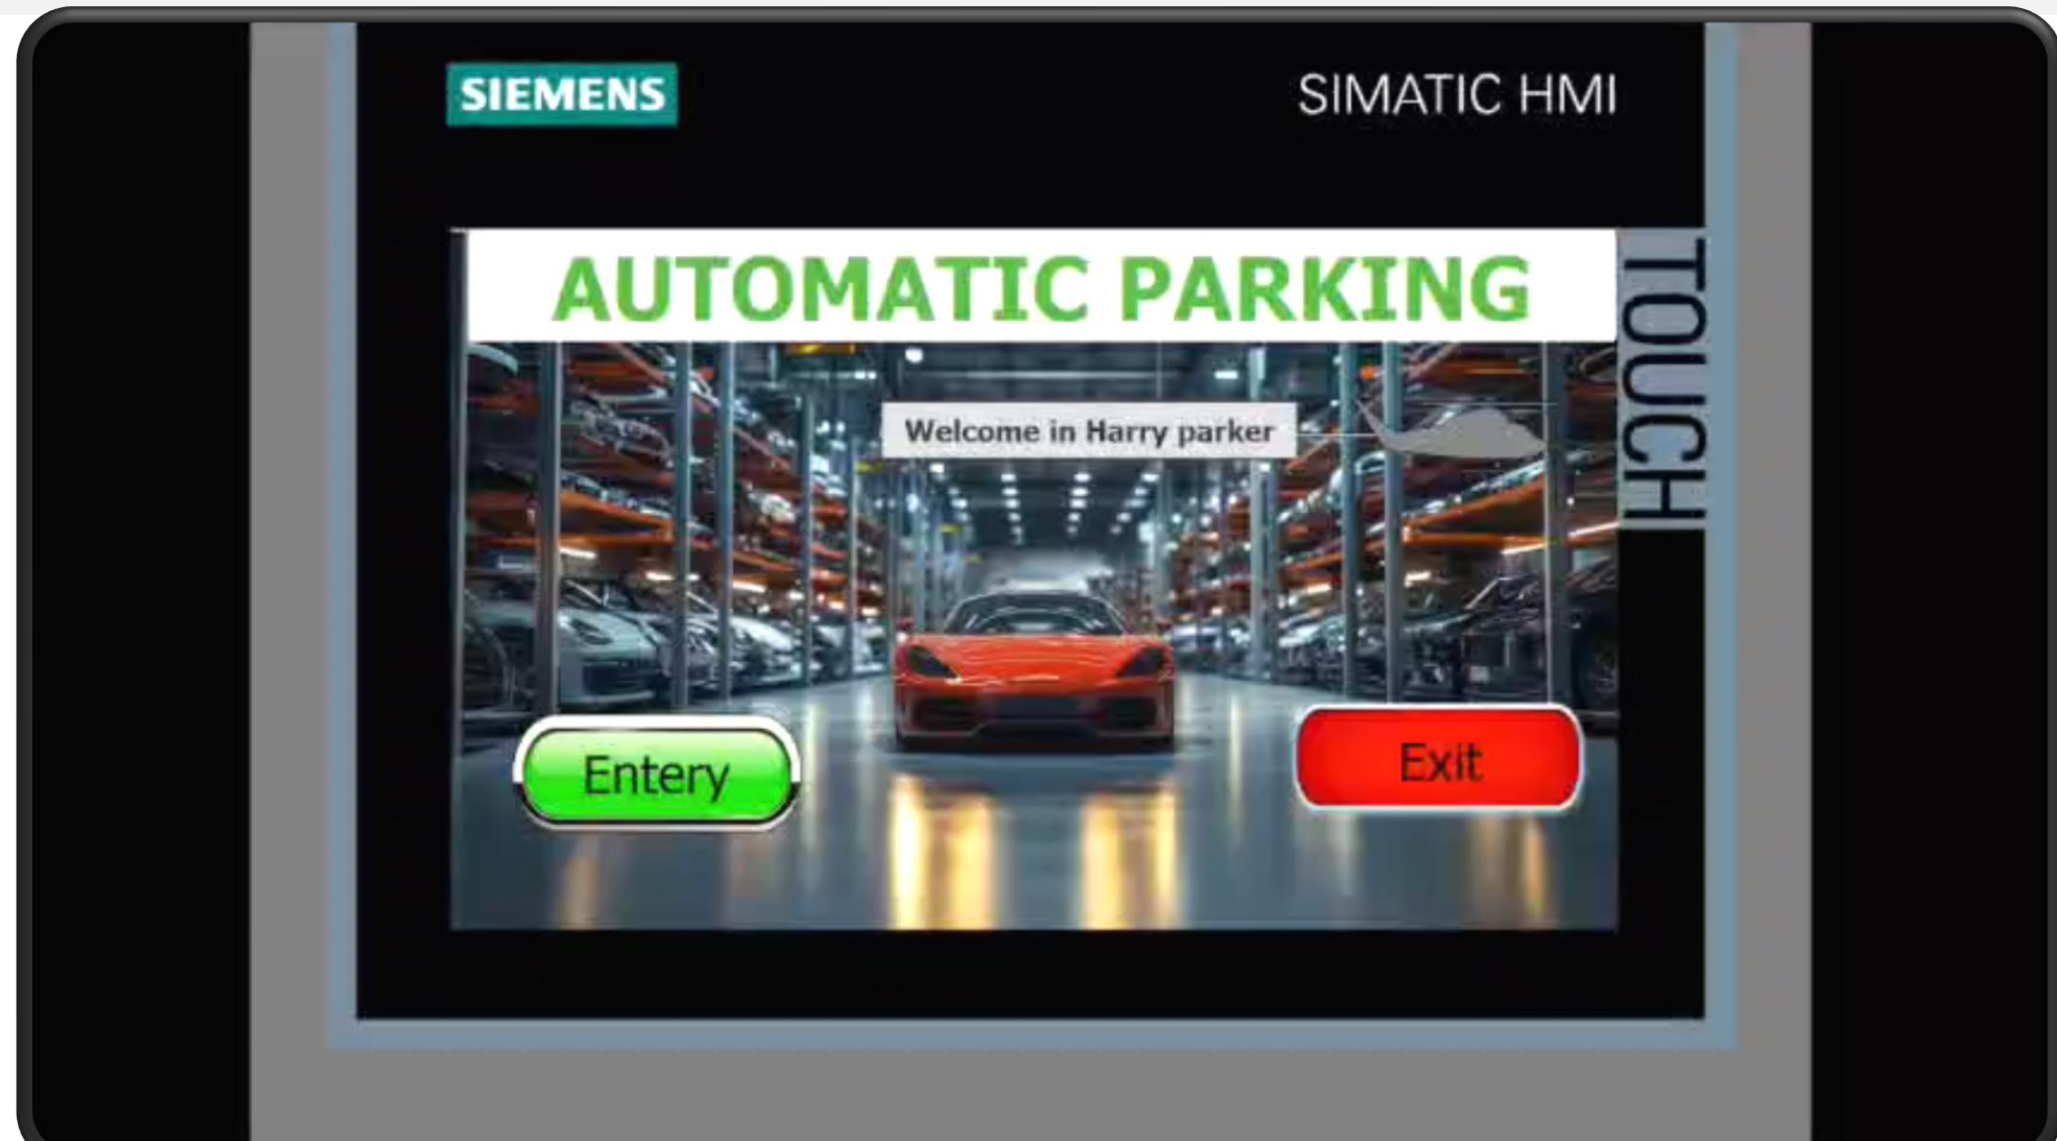 SIEMENS
SIMATIC HMI
AUTOMATIC PARKING
TOUCH
Welcome in Harry parker
Entery
Exit